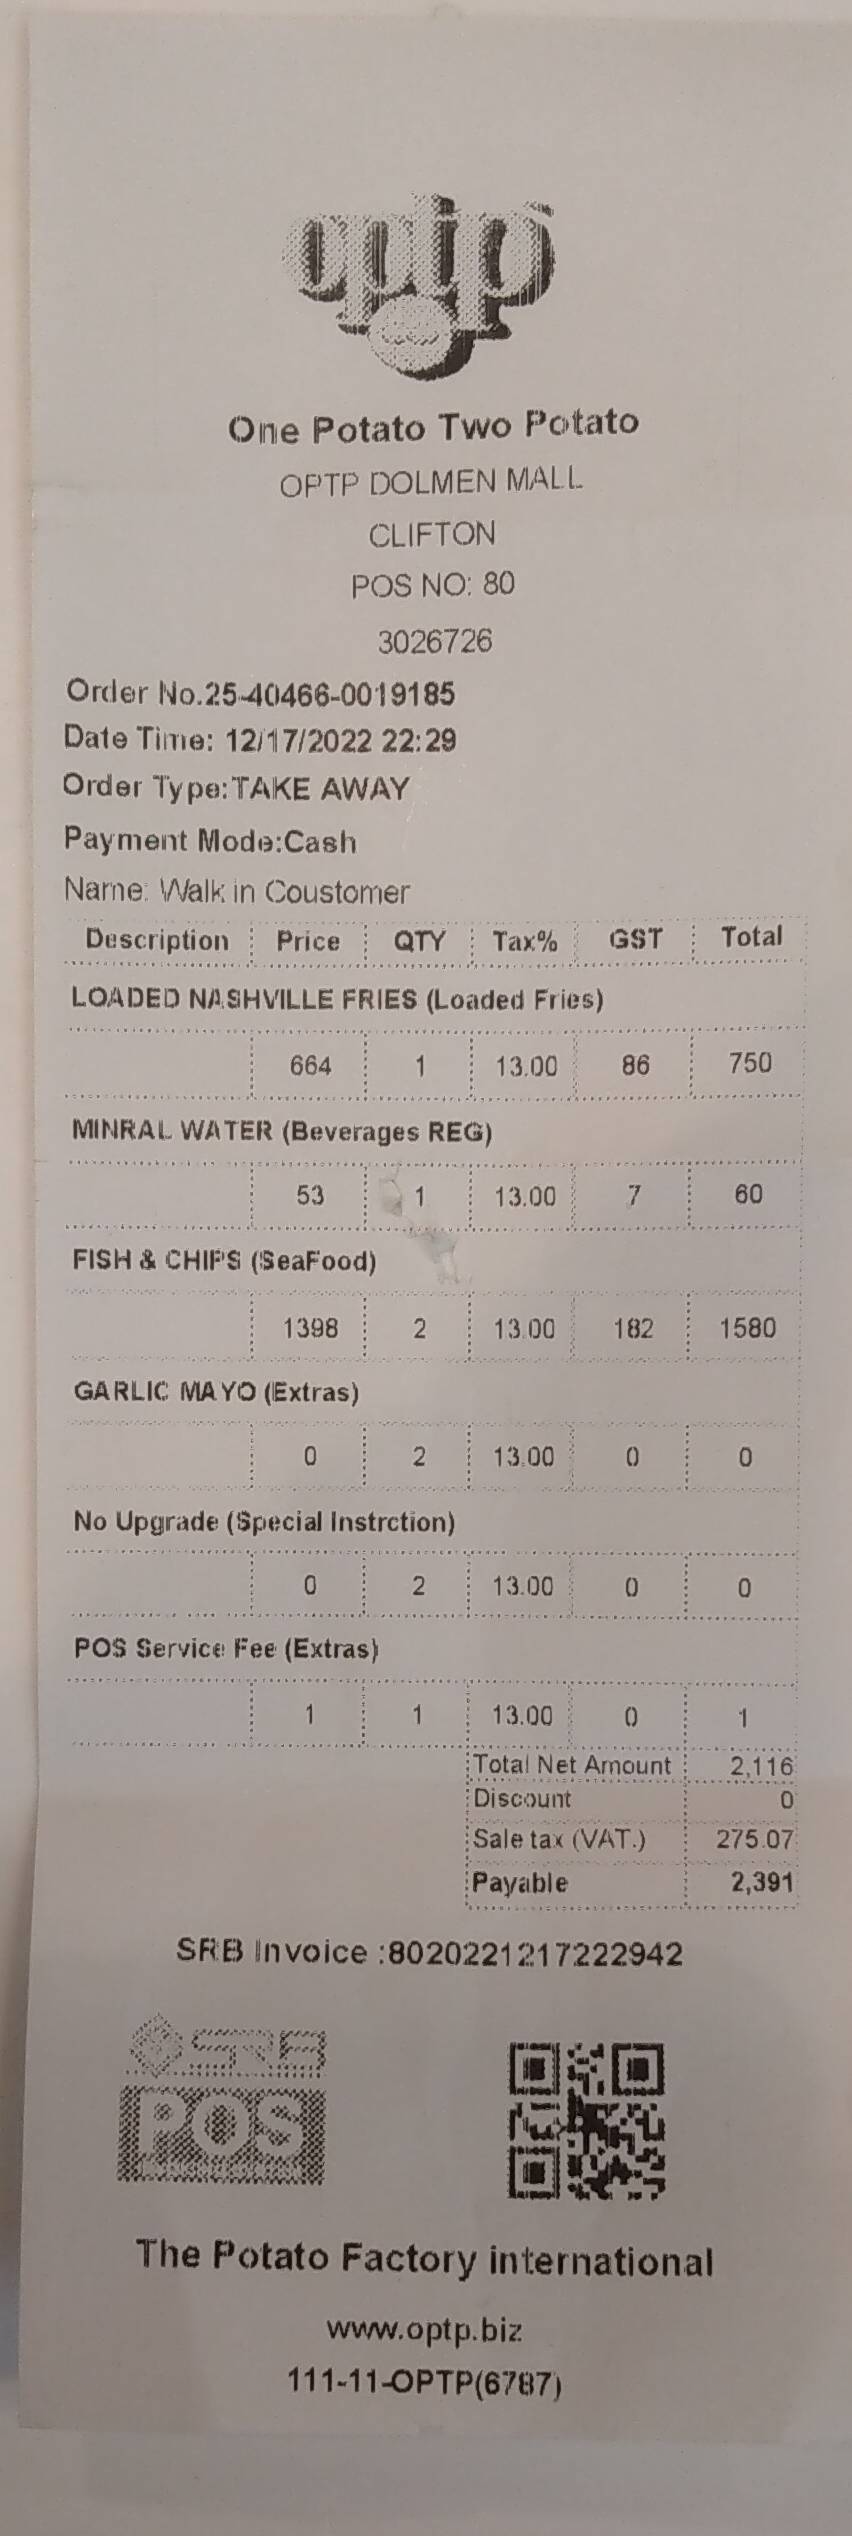 optp
One Potato Two Potato
OPTP DOLMEN MALL
CLIFTON
POS NO: 80
3026726
Order No.25-40466-0019185
Date Time: 12/17/2022 22:29
Order Type:TAKE AWAY
Payment Mode:Cash
Name: Walk in Coustomer
Description Price QTY Tax% GST Total
LOADED NASHVILLE FRIES (Loaded Fries)
664 1 13.00 86 750
MINRAL WATER (Beverages REG)
53 1 13.00 7 60
FISH & CHIPS (SeaFood)
1398 2 13.00 182 1580
GARLIC MAYO (Extras)
0 2 13.00 0 0
No Upgrade (Special Instrction)
0 2 13.00 0 0
POS Service Fee (Extras)
1 1 13.00 0 1
Total Net Amount 2,116
Discount 0
Sale tax (VAT.) 275.07
Payable 2,391
SRB Invoice :8020221217222942
POS
The Potato Factory international
www.optp.biz
111-11-OPTP(6787)